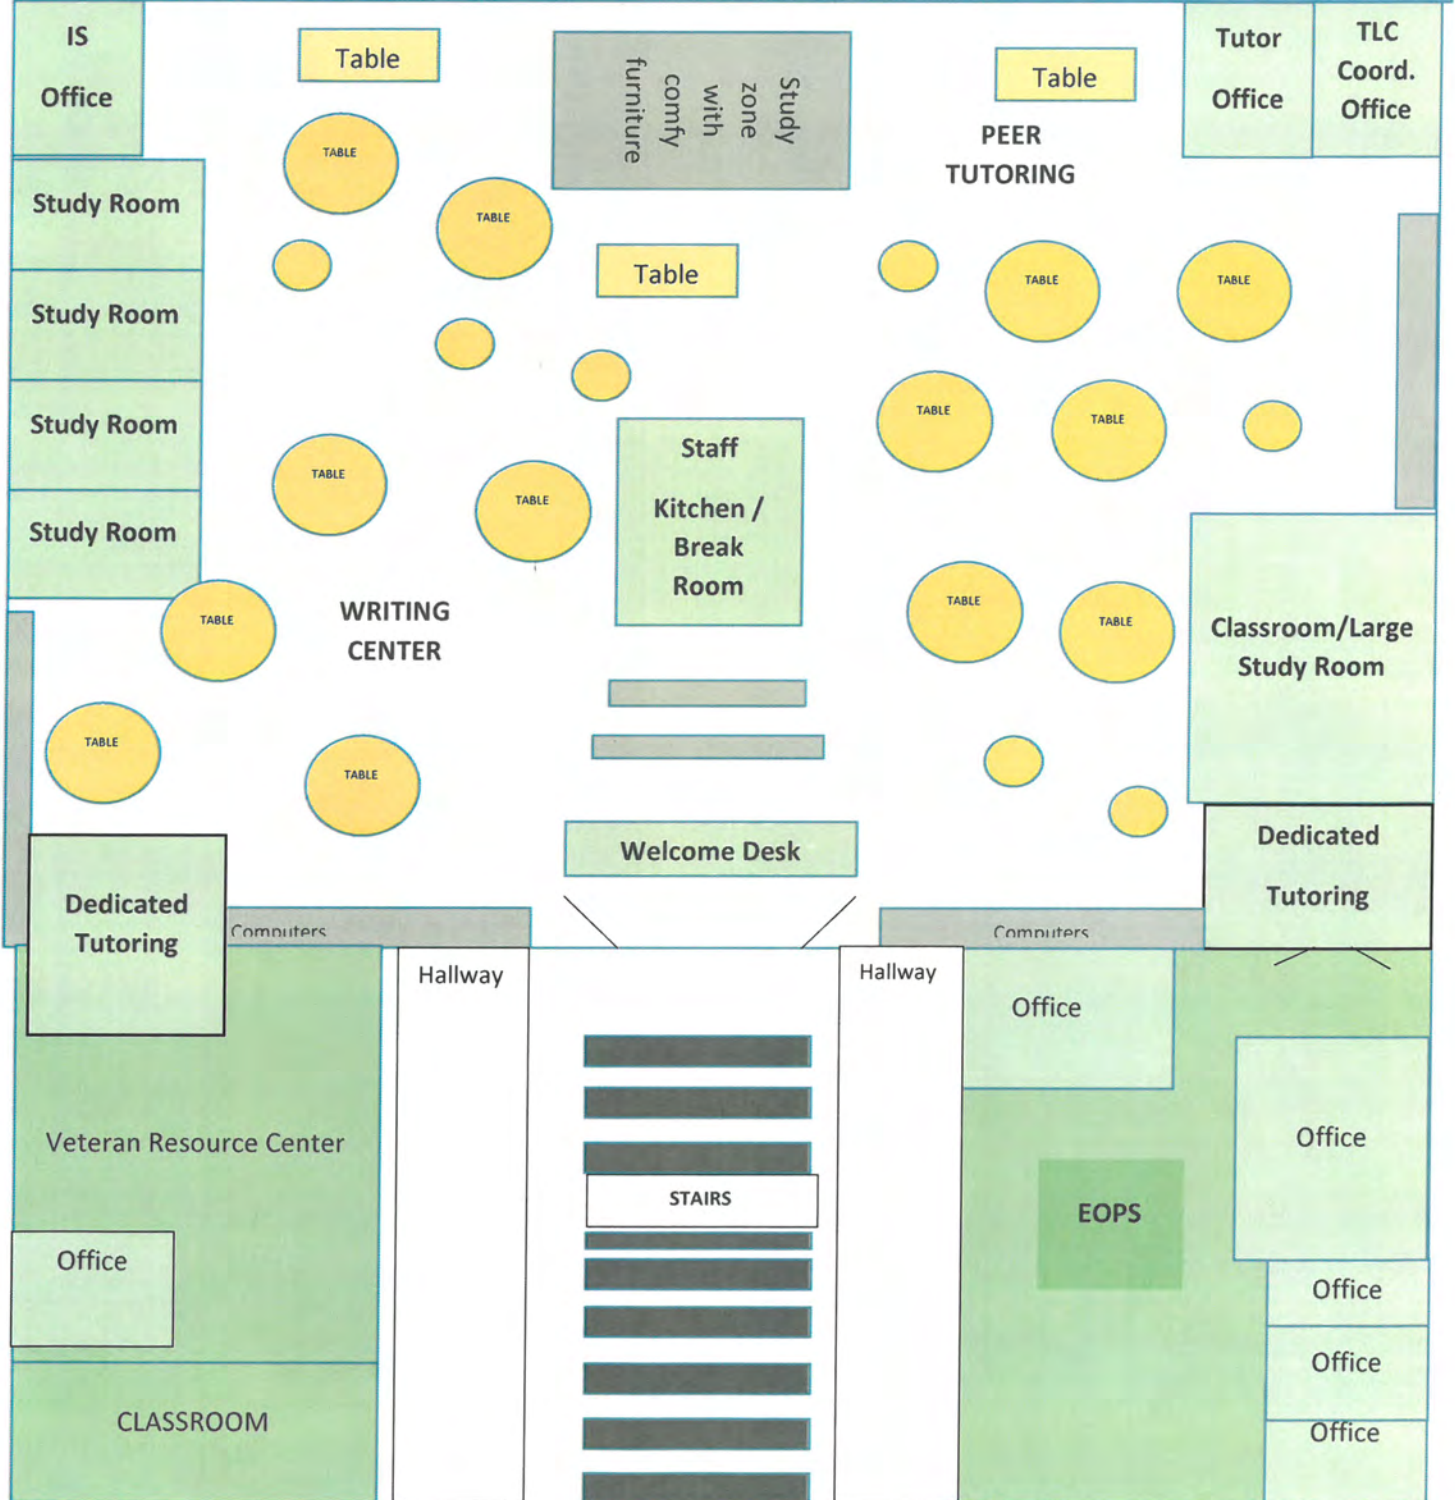 IS
Office
Table
Study
zone
with
comfy
furniture
Table
Tutor
Office
TLC
Coord.
Office
PEER
TUTORING
TABLE
TABLE
Study Room
Study Room
Study Room
Study Room
Table
TABLE
TABLE
TABLE
TABLE
TABLE
TABLE
Staff
Kitchen /
Break
Room
WRITING
CENTER
TABLE
TABLE
TABLE
TABLE
TABLE
Classroom/Large
Study Room
Welcome Desk
Dedicated
Tutoring
Dedicated
Tutoring
Computers
Computers
Hallway
Hallway
Office
Veteran Resource Center
Office
STAIRS
EOPS
Office
Office
Office
Office
CLASSROOM